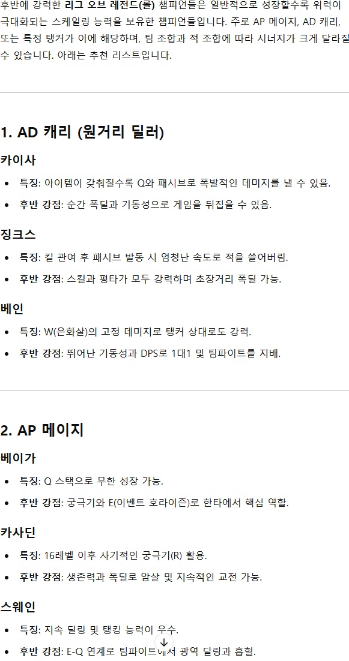 후반에 강력한 리그 오브 레전드(롤) 챔피언들은 일반적으로 성장할수록 위력이
극대화되는 스케일링 능력을 보유한 챔피언들입니다. 주로 AP 메이지, AD 캐리,
또는 특정 탱커가 이에 해당하며, 팀 조합과 적 조합에 따라 시너지가 크게 달라질
수 있습니다. 아래는 추천 리스트입니다.
1. AD 캐리 (원거리 딜러)
카이사
• 특징: 아이템이 갖춰질수록 Q와 패시브로 폭발적인 데미지를 낼 수 있음.
• 후반 강점: 순간 폭딜과 기동성으로 게임을 뒤집을 수 있음.
징크스
• 특징: 킬 관여 후 패시브 발동 시 엄청난 속도로 적을 쓸어버림.
• 후반 강점: 스킬과 평타가 모두 강력하며 초장거리 폭딜 가능.
베인
• 특징: W(은화살)의 고정 데미지로 탱커 상대로도 강력.
• 후반 강점: 뛰어난 기동성과 DPS로 1대1 및 팀파이트를 지배.
2. AP 메이지
베이가
• 특징: Q 스택으로 무한 성장 가능.
• 후반 강점: 궁극기와 E(이벤트 호라이즌)로 한타에서 핵심 역할.
카사딘
• 특징: 16레벨 이후 사기적인 궁극기(R) 활용.
• 후반 강점: 생존력과 폭딜로 암살 및 지속적인 교전 가능.
스웨인
• 특징: 지속 딜링 및 탱킹 능력이 우수.
• 후반 강점: E-Q 연계로 팀파이트에서 광역 딜링과 흡혈.